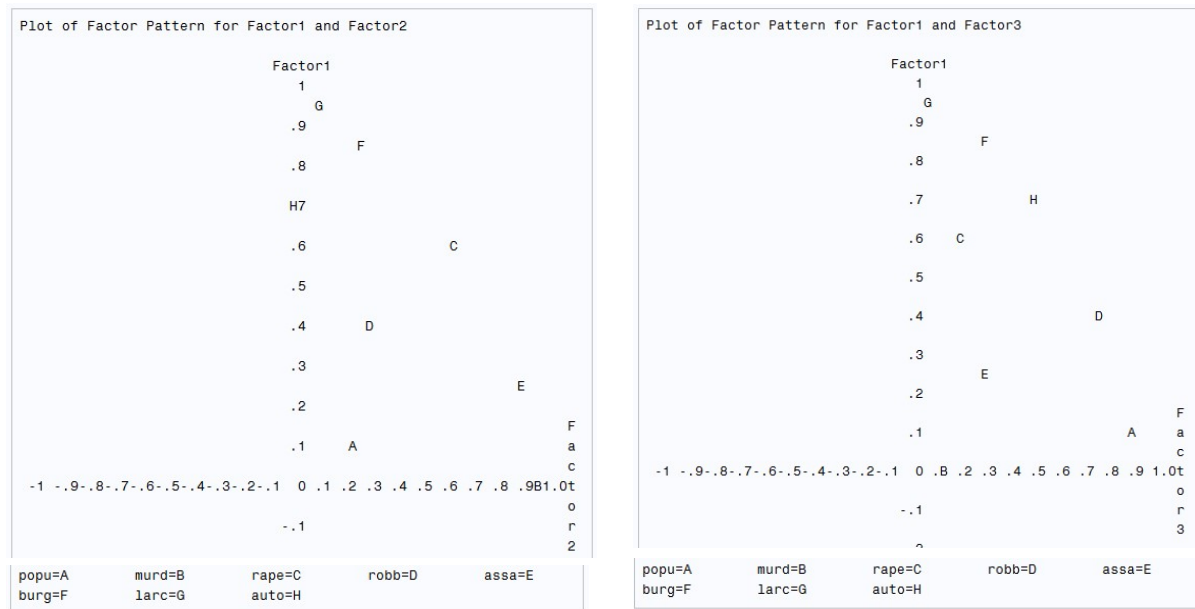 Plot of Factor Pattern for Factor1 and Factor2
Factor1
1
G
.9
F
.8
H7
.6 C
.5
.4 D
.3
E
.2
F
.1 A a
c
-1 -.9-.8-.7-.6-.5-.4-.3-.2-.1 0 .1 .2 .3 .4 .5 .6 .7 .8 .9B1.0t
o
-.1 r
2
popu=A murd=B rape=C robb=D assa=E
burg=F larc=G auto=H
Plot of Factor Pattern for Factor1 and Factor3
Factor1
1
G
.9
F
.8
.7 H
.6 C
.5
.4 D
.3
E
.2
F
.1 A a
c
-1 -.9-.8-.7-.6-.5-.4-.3-.2-.1 0 .B .2 .3 .4 .5 .6 .7 .8 .9 1.0t
o
-.1 r
3
popu=A murd=B rape=C robb=D assa=E
burg=F larc=G auto=H